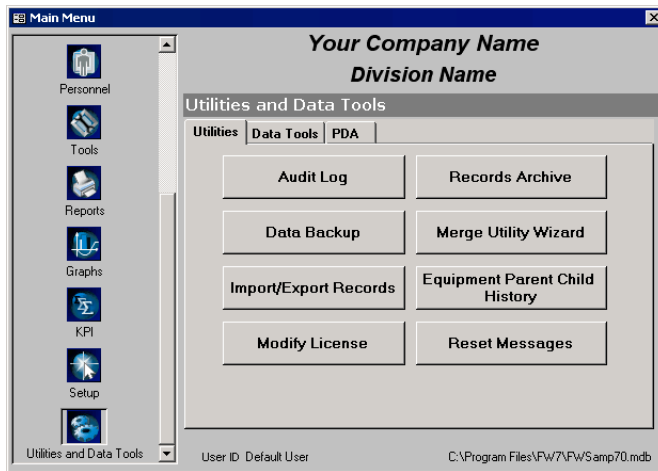 Main Menu
Your Company Name
Division Name
Personnel
Tools
Reports
Graphs
KPI
Setup
Utilities and Data Tools
Utilities and Data Tools
Utilities
Data Tools
PDA
Audit Log
Records Archive
Data Backup
Merge Utility Wizard
Import/Export Records
Equipment Parent Child
History
Modify License
Reset Messages
User ID Default User
C:\Program Files\FW7\FWSamp70.mdb